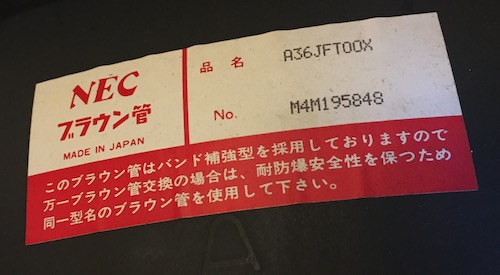 NEC
ブラウン管
MADE IN JAPAN
品名 A36JFT00X
No. M4M195848
このブラウン管はバンド補強型を採用しておりますので
万一ブラウン管交換の場合は、耐防爆安全性を保つため
同一型名のブラウン管を使用して下さい。